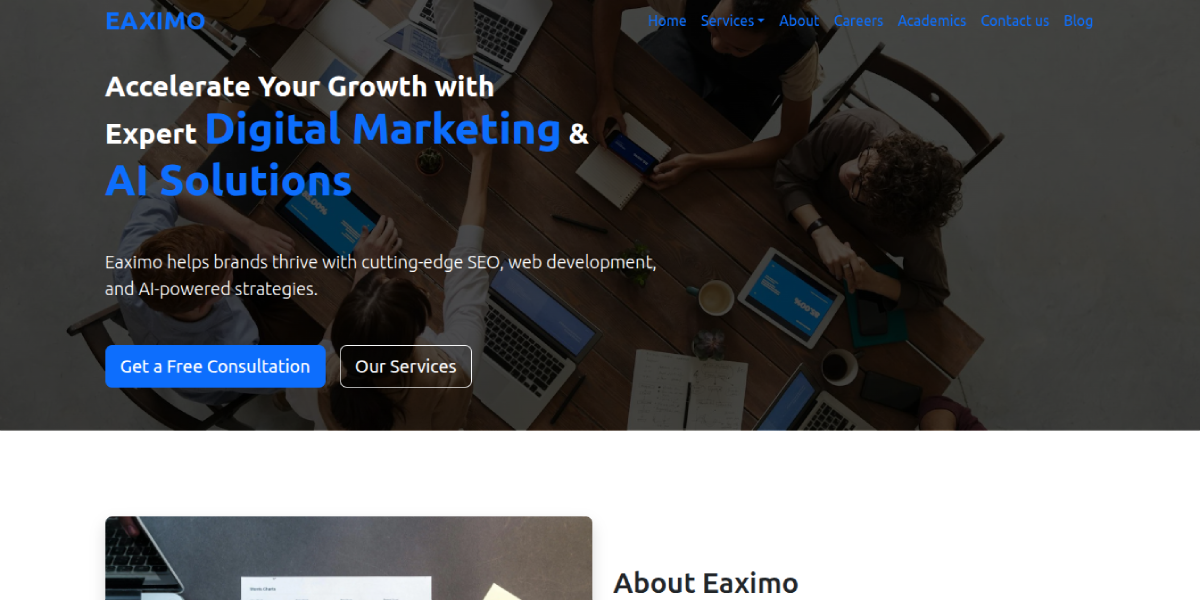 EAXIMO
Home Services About Careers Academics Contact us Blog
Accelerate Your Growth with
Expert Digital Marketing &
AI Solutions
Eaximo helps brands thrive with cutting-edge SEO, web development,
and AI-powered strategies.
Get a Free Consultation Our Services
About Eaximo